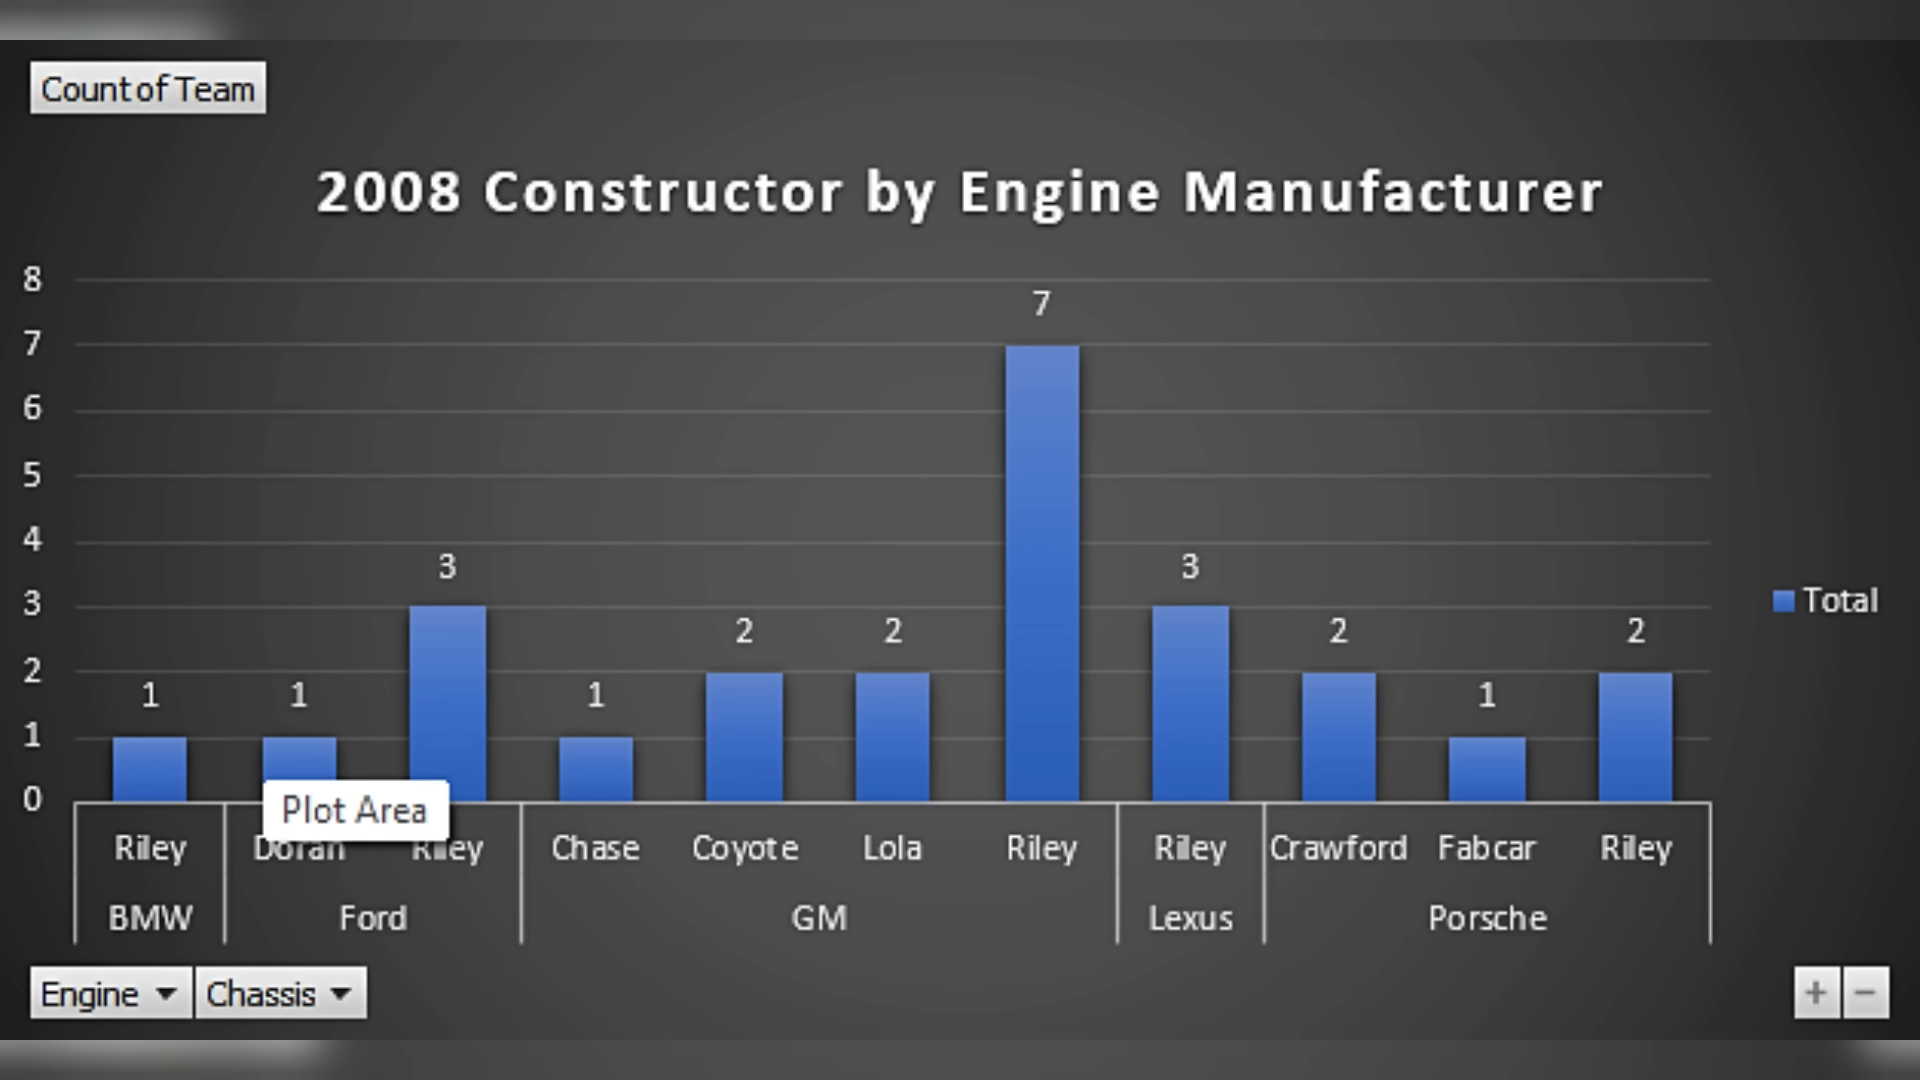 Count of Team
2008 Constructor by Engine Manufacturer
8
7
6
5
4
3
2
1
0
1 1 3 1 2 2 7 3 2 1 2
Total
Plot Area
Riley Doran Riley Chase Coyote Lola Riley Riley Crawford Fabcar Riley
BMW Ford GM Lexus Porsche
Engine Chassis
+ −